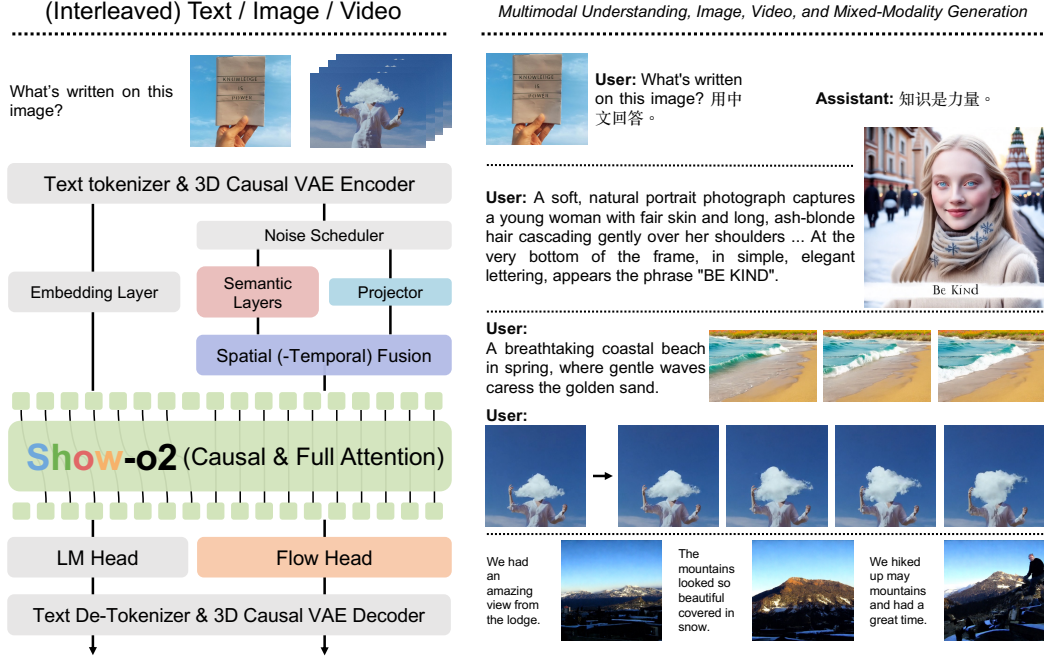 (Interleaved) Text / Image / Video
What's written on this
image?
KNOWLEDGE
IS
POWER
Text tokenizer & 3D Causal VAE Encoder
Noise Scheduler
Embedding Layer
Semantic
Layers
Projector
Spatial (-Temporal) Fusion
Show-o2 (Causal & Full Attention)
LM Head
Flow Head
Text De-Tokenizer & 3D Causal VAE Decoder
Multimodal Understanding, Image, Video, and Mixed-Modality Generation
KNOWLEDGE
IS
POWER
User: What's written
on this image? 用中
文回答。
Assistant: 知识是力量。
User: A soft, natural portrait photograph captures
a young woman with fair skin and long, ash-blonde
hair cascading gently over her shoulders ... At the
very bottom of the frame, in simple, elegant
lettering, appears the phrase "BE KIND".
Be Kind
User:
A breathtaking coastal beach
in spring, where gentle waves
caress the golden sand.
User:
We had
an
amazing
view from
the lodge.
The
mountains
looked so
beautiful
covered in
snow.
We hiked
up may
mountains
and had a
great time.